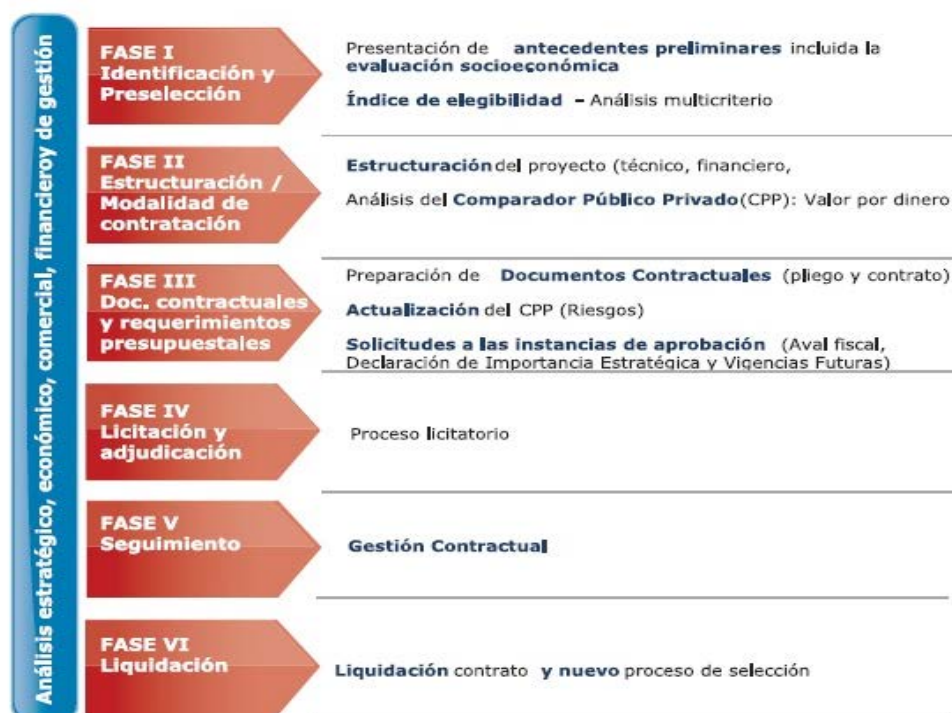 Análisis estratégico, económico, comercial, financieroy de gestión
FASE I
Identificación y
Preselección
Presentación de antecedentes preliminares incluida la
evaluación socioeconómica
Índice de elegibilidad – Análisis multicriterio
FASE II
Estructuración /
Modalidad de
contratación
Estructuración del proyecto (técnico, financiero,
Análisis del Comparador Público Privado (CPP): Valor por dinero
FASE III
Doc. contractuales
y requerimientos
presupuestales
Preparación de Documentos Contractuales (pliego y contrato)
Actualización del CPP (Riesgos)
Solicitudes a las instancias de aprobación (Aval fiscal,
Declaración de Importancia Estratégica y Vigencias Futuras)
FASE IV
Licitación y
adjudicación
Proceso licitatorio
FASE V
Seguimiento
Gestión Contractual
FASE VI
Liquidación
Liquidación contrato y nuevo proceso de selección